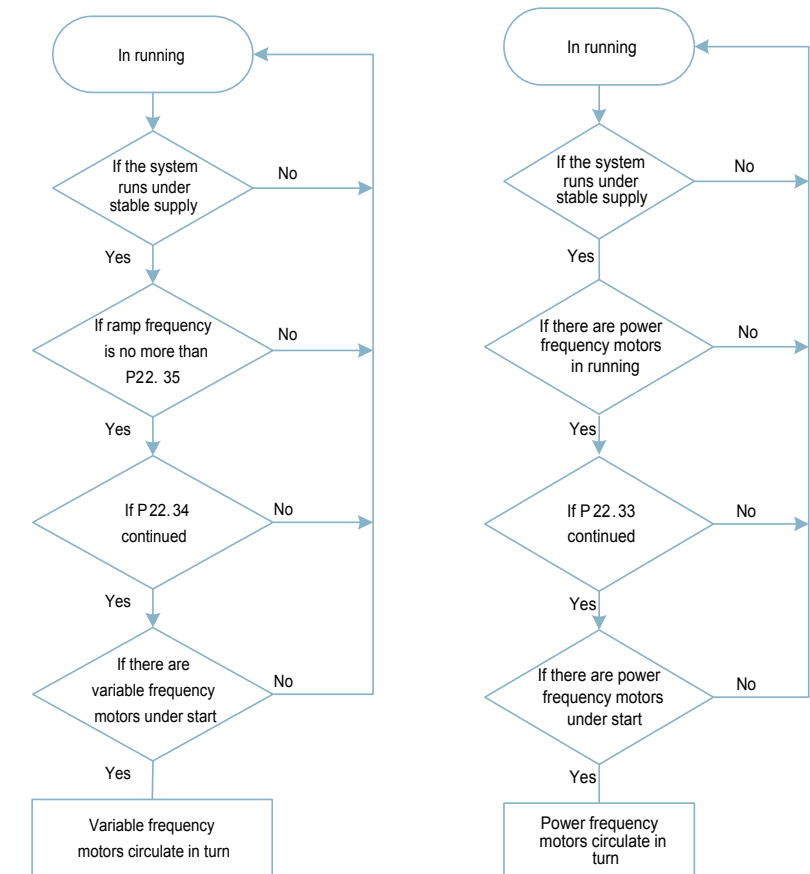 In running
If the system
runs under
stable supply
No
Yes
If ramp frequency
is no more than
P22. 35
No
Yes
If P22.34
continued
No
Yes
If there are
variable frequency
motors under start
No
Yes
Variable frequency
motors circulate in turn
In running
If the system
runs under
stable supply
No
Yes
If there are power
frequency motors
in running
No
Yes
If P22.33
continued
No
Yes
If there are power
frequency motors
under start
No
Yes
Power frequency
motors circulate in
turn